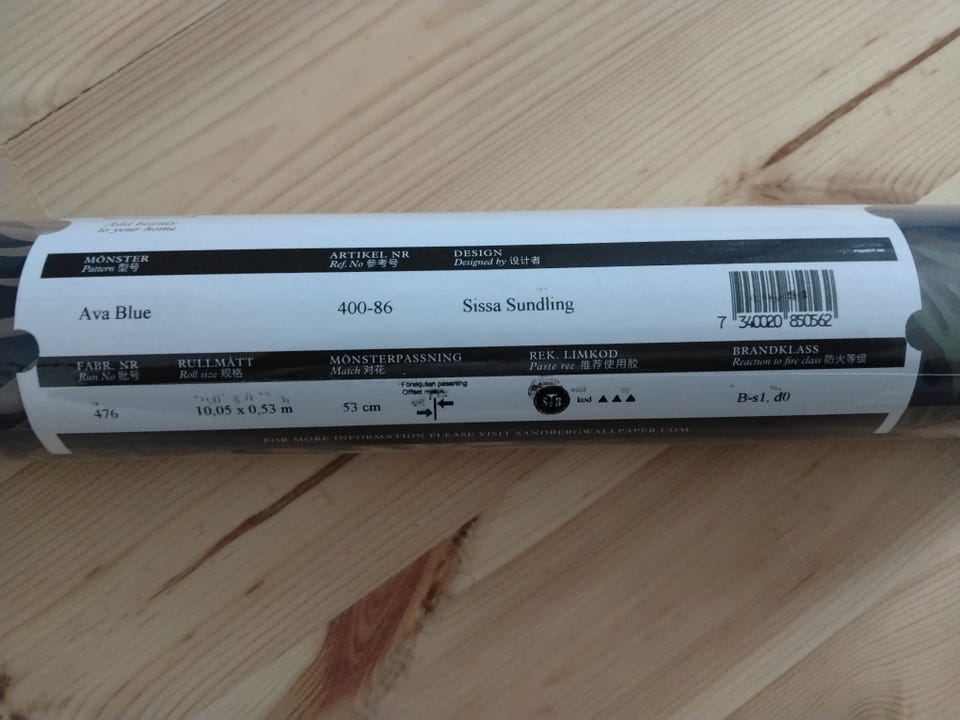 Add beauty
to your home
MÖNSTER ARTIKEL NR DESIGN
Pattern 型号 Ref. No 参考号 Designed by 设计者
Ava Blue 400-86 Sissa Sundling
7 340020 850562
FABR. NR RULLMÅTT MÖNSTERPASSNING REK. LIMKOD BRANDKLASS
Run No 批号 Roll size 规格 Match 对花 Paste rec. 推荐使用胶 Reaction to fire class 防火等级
Förskjuten passning
Offset match
476 10,05 x 0,53 m 53 cm kod B-s1, d0
FOR MORE INFORMATION PLEASE VISIT SANDBERGWALLPAPER.COM